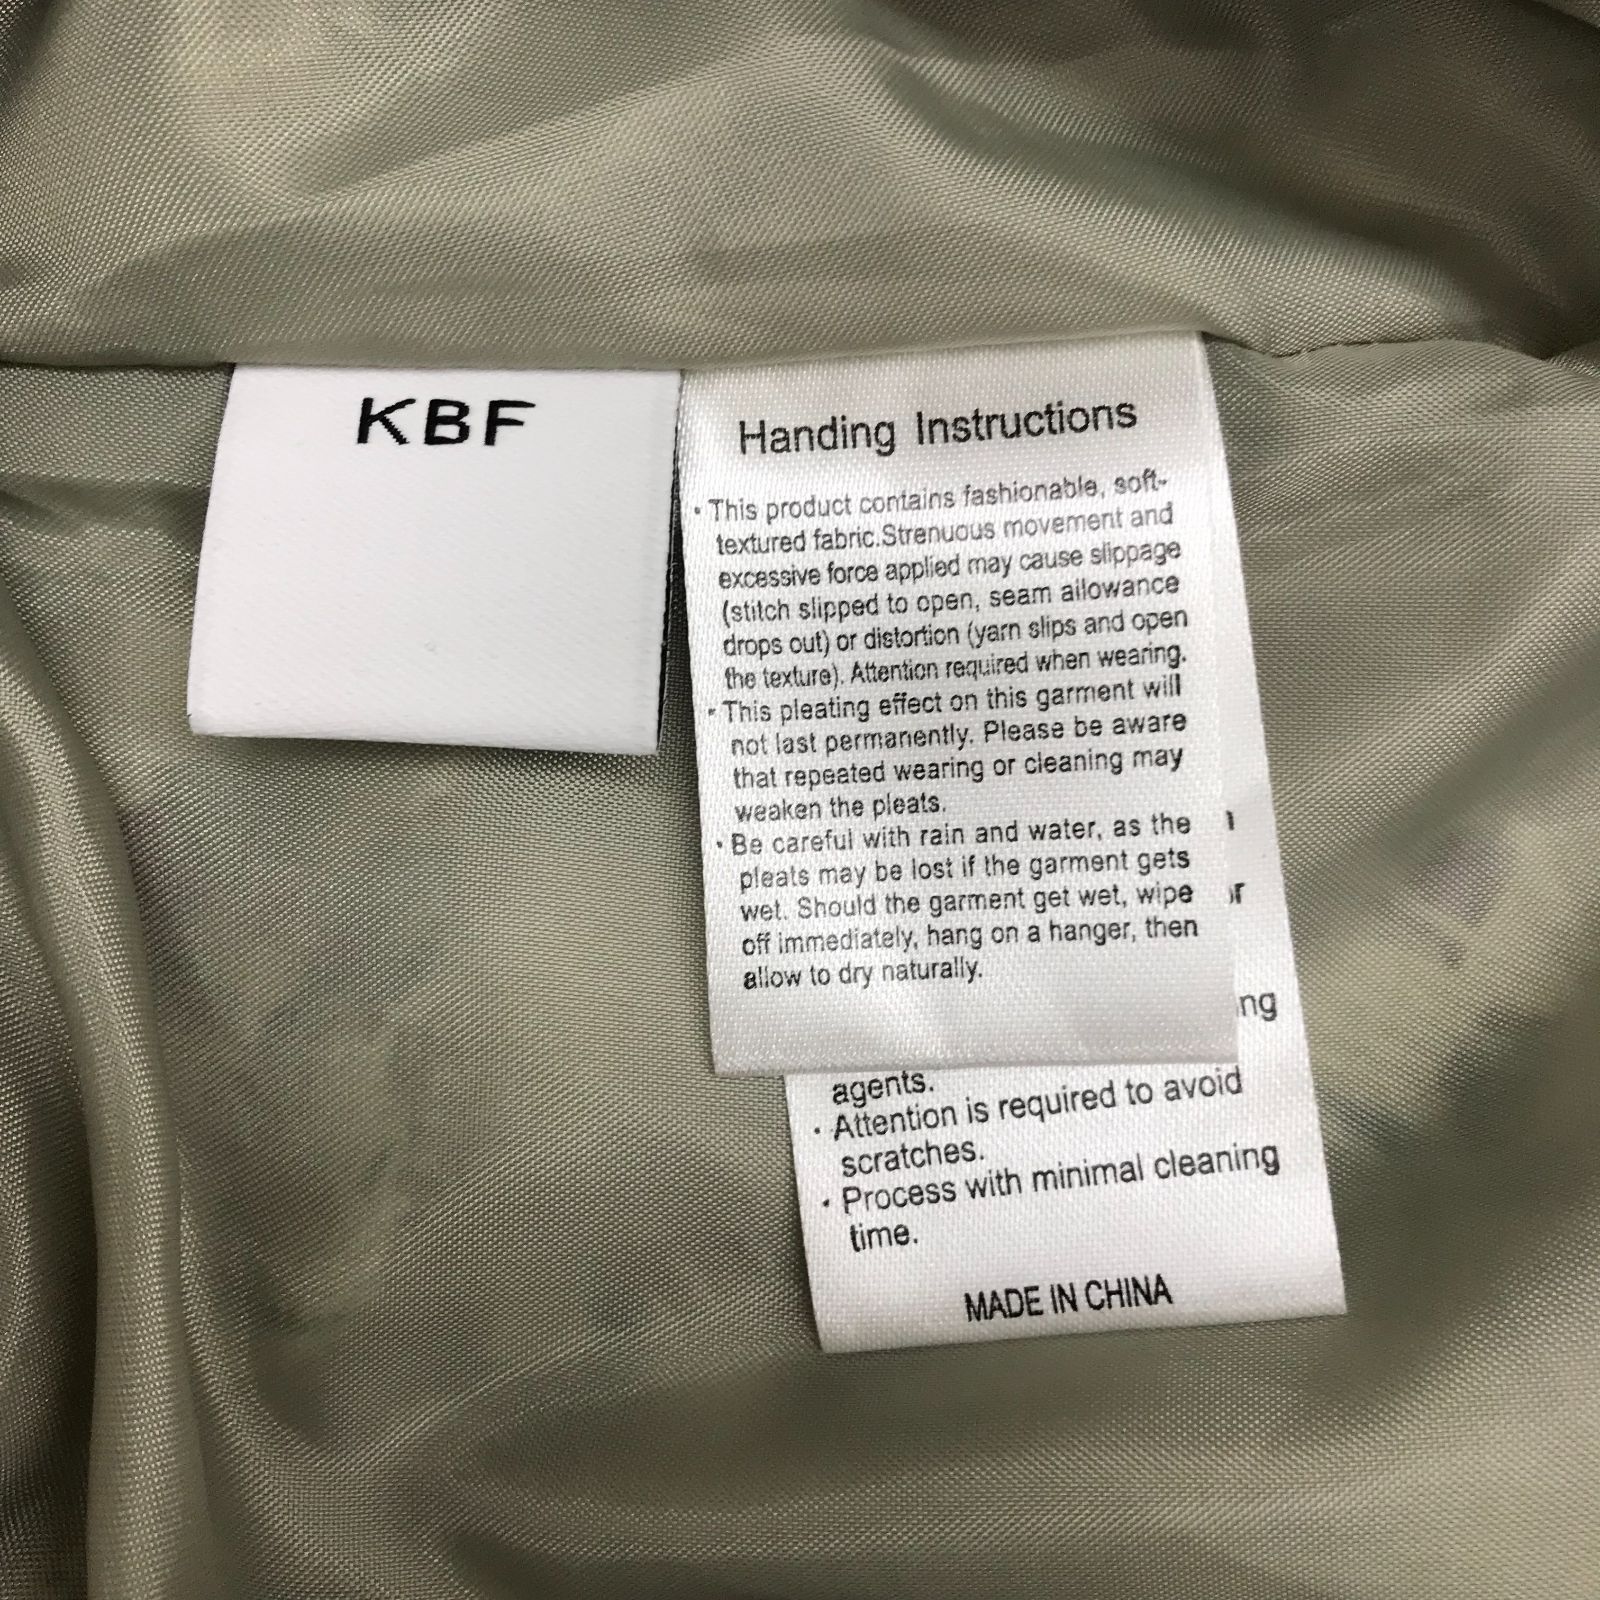 KBF
Handing Instructions
・This product contains fashionable, soft-
textured fabric.Strenuous movement and
excessive force applied may cause slippage
(stitch slipped to open, seam allowance
drops out) or distortion (yarn slips and open
the texture). Attention required when wearing.
・This pleating effect on this garment will
not last permanently. Please be aware
that repeated wearing or cleaning may
weaken the pleats.
・Be careful with rain and water, as the
pleats may be lost if the garment gets
wet. Should the garment get wet, wipe
off immediately, hang on a hanger, then
allow to dry naturally.
ng
agents.
・Attention is required to avoid
scratches.
・Process with minimal cleaning
time.
MADE IN CHINA